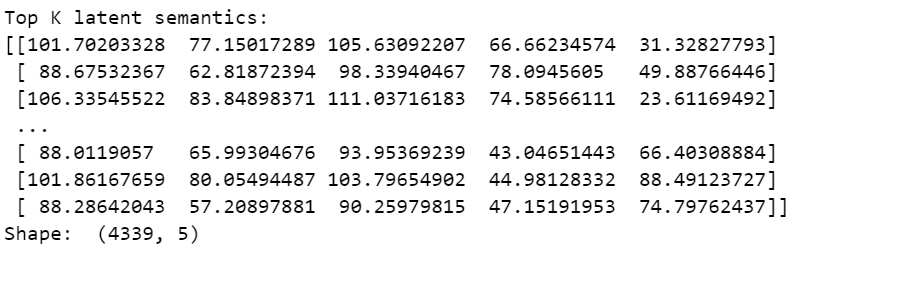 Top K latent semantics:
[[101.70203328  77.15017289 105.63092207  66.66234574  31.32827793]
 [ 88.67532367  62.81872394  98.33940467  78.0945605   49.88766446]
 [106.33545522  83.84898371 111.03716183  74.58566111  23.61169492]
 ...
 [ 88.0119057   65.99304676  93.95369239  43.04651443  66.40308884]
 [101.86167659  80.05494487 103.79654902  44.98128332  88.49123727]
 [ 88.28642043  57.20897881  90.25979815  47.15191953  74.79762437]]
Shape:  (4339, 5)